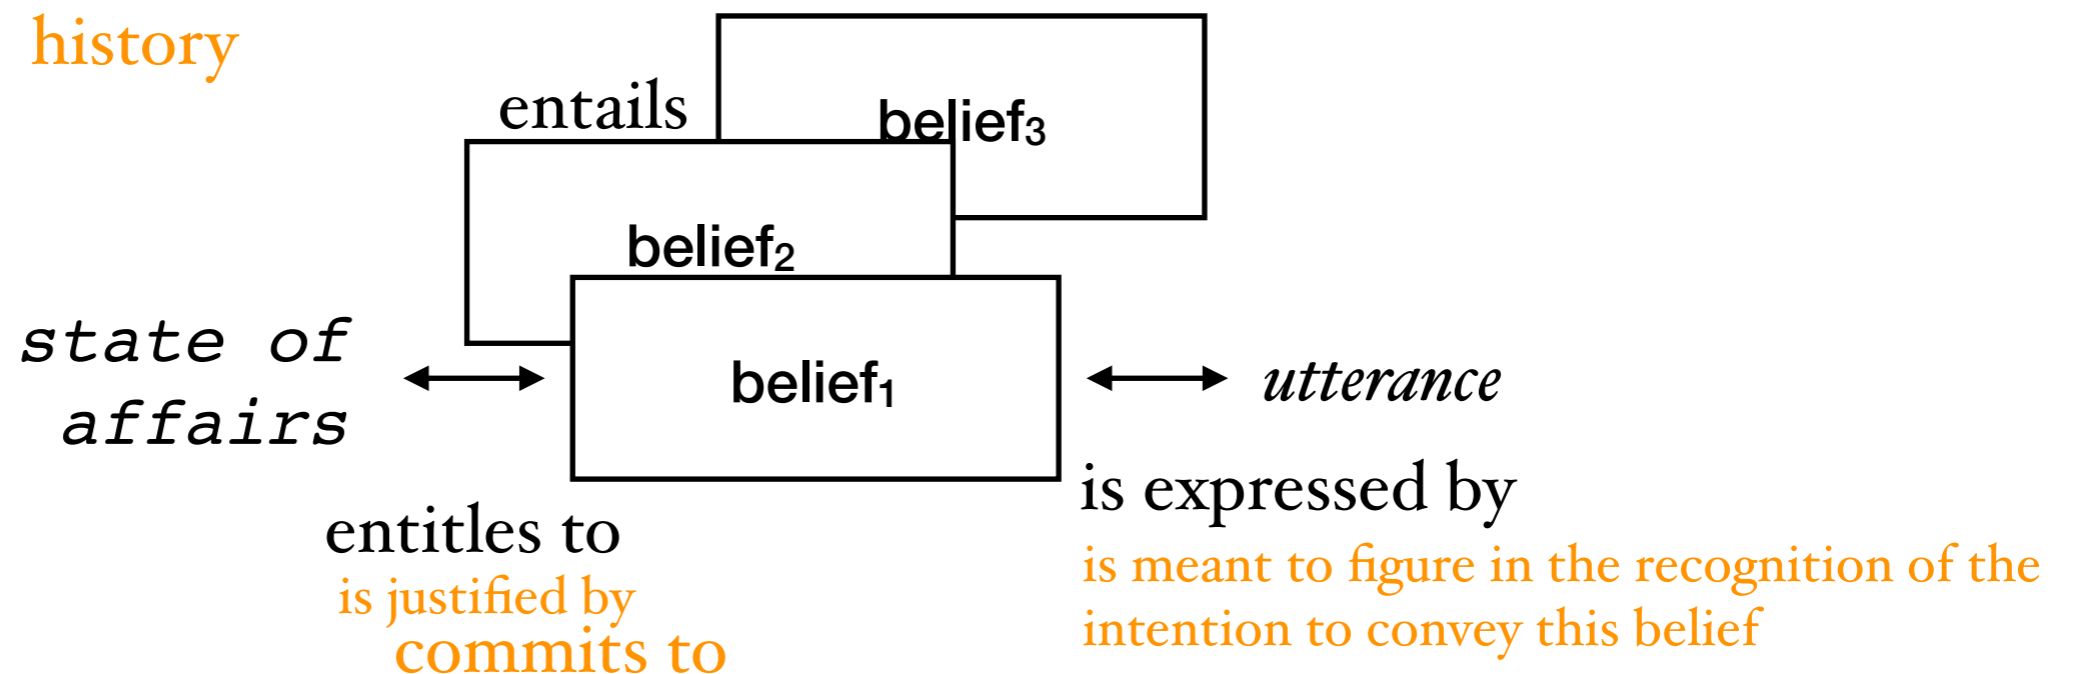 history
entails
belief₃
belief₂
state of
affairs
belief₁
utterance
is expressed by
entitles to
is meant to figure in the recognition of the
intention to convey this belief
is justified by
commits to